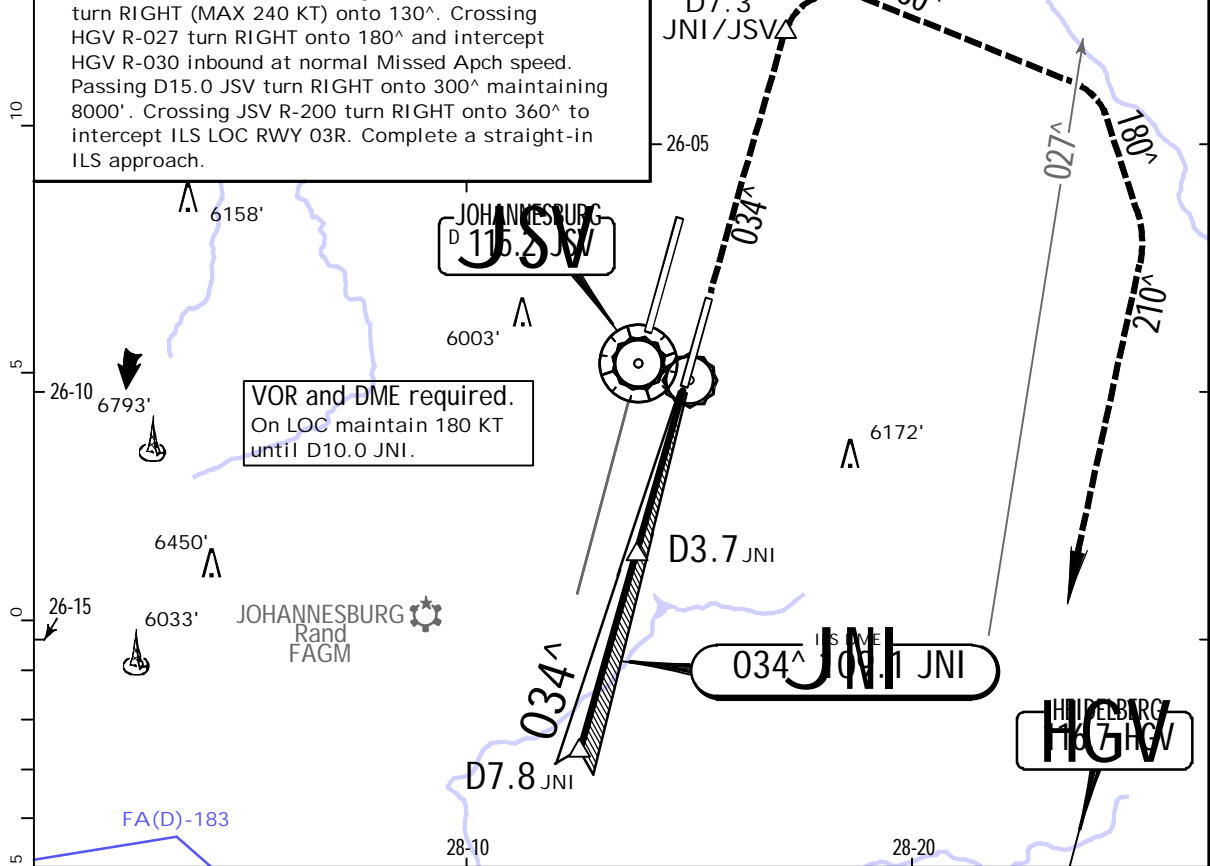 turn RIGHT (MAX 240 KT) onto 130^. Crossing
HGV R-027 turn RIGHT onto 180^ and intercept
HGV R-030 inbound at normal Missed Apch speed.
Passing D15.0 JSV turn RIGHT onto 300^ maintaining
8000'. Crossing JSV R-200 turn RIGHT onto 360^ to
intercept ILS LOC RWY 03R. Complete a straight-in
ILS approach.
D7.3
JNI/JSV
10
26-05
027^
180^
034^
6158'
JOHANNESBURG
D 115.2 JSV
JSV
210^
6003'
5
26-10
VOR and DME required.
On LOC maintain 180 KT
until D10.0 JNI.
6793'
6172'
6450'
D3.7 JNI
0
26-15
6033'
JOHANNESBURG
Rand
FAGM
ILS DME
034^ 109.1 JNI
JNI
034^
HEIDELBERG
116.7 HGV
HGV
D7.8 JNI
FA(D)-183
5
28-10
28-20